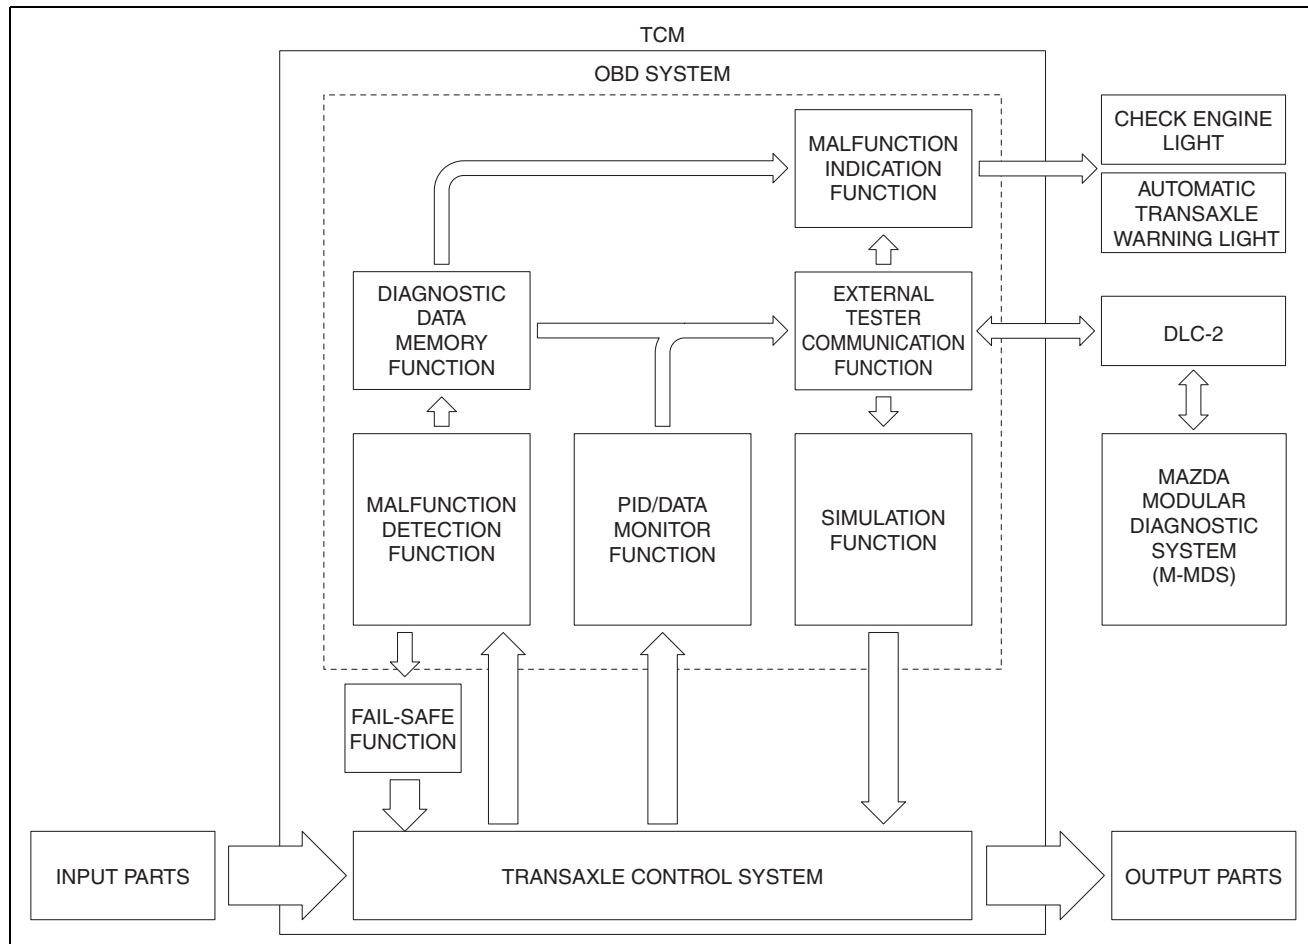 TCM
OBD SYSTEM
MALFUNCTION
INDICATION
FUNCTION
CHECK ENGINE
LIGHT
AUTOMATIC
TRANSAXLE
WARNING LIGHT
DIAGNOSTIC
DATA
MEMORY
FUNCTION
EXTERNAL
TESTER
COMMUNICATION
FUNCTION
DLC-2
MALFUNCTION
DETECTION
FUNCTION
PID/DATA
MONITOR
FUNCTION
SIMULATION
FUNCTION
MAZDA
MODULAR
DIAGNOSTIC
SYSTEM
(M-MDS)
FAIL-SAFE
FUNCTION
INPUT PARTS
TRANSAXLE CONTROL SYSTEM
OUTPUT PARTS